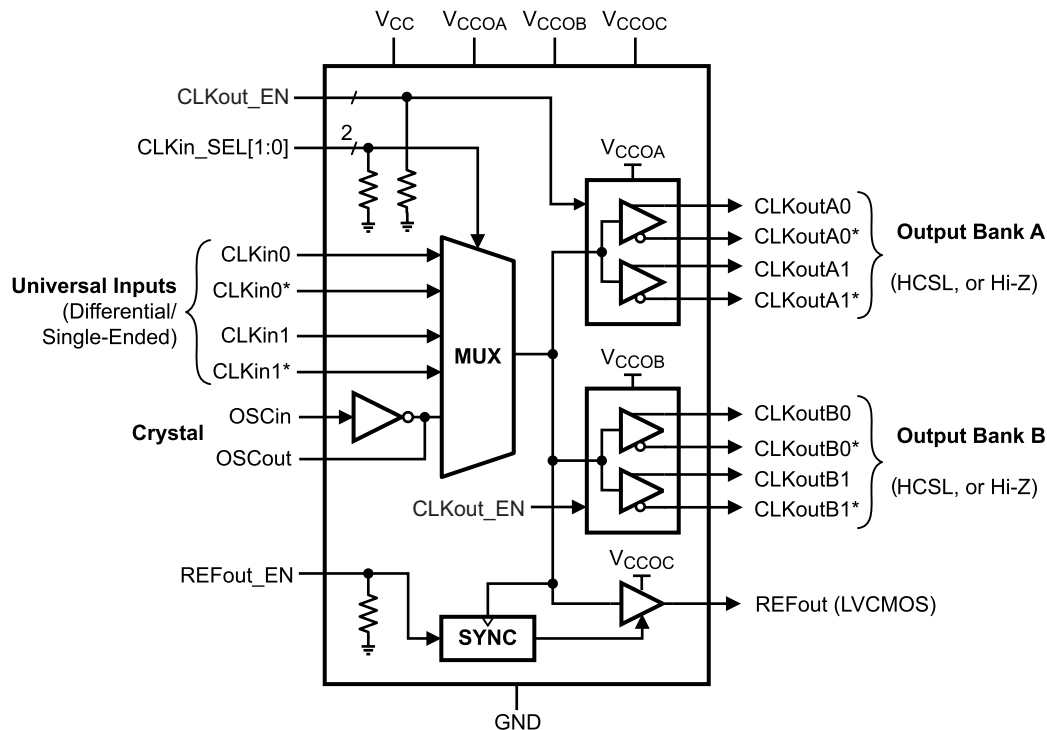 VCC
VCCOA
VCCOB
VCCOC
CLKout_EN
CLKin_SEL[1:0]
2
VCCOA
CLKoutA0
CLKoutA0*
CLKoutA1
CLKoutA1*
Output Bank A
(HCSL, or Hi-Z)
Universal Inputs
(Differential/
Single-Ended)
CLKin0
CLKin0*
CLKin1
CLKin1*
MUX
Crystal
OSCin
OSCout
VCCOB
CLKoutB0
CLKoutB0*
CLKoutB1
CLKoutB1*
Output Bank B
(HCSL, or Hi-Z)
CLKout_EN
REFout_EN
SYNC
VCCOC
REFout (LVCMOS)
GND